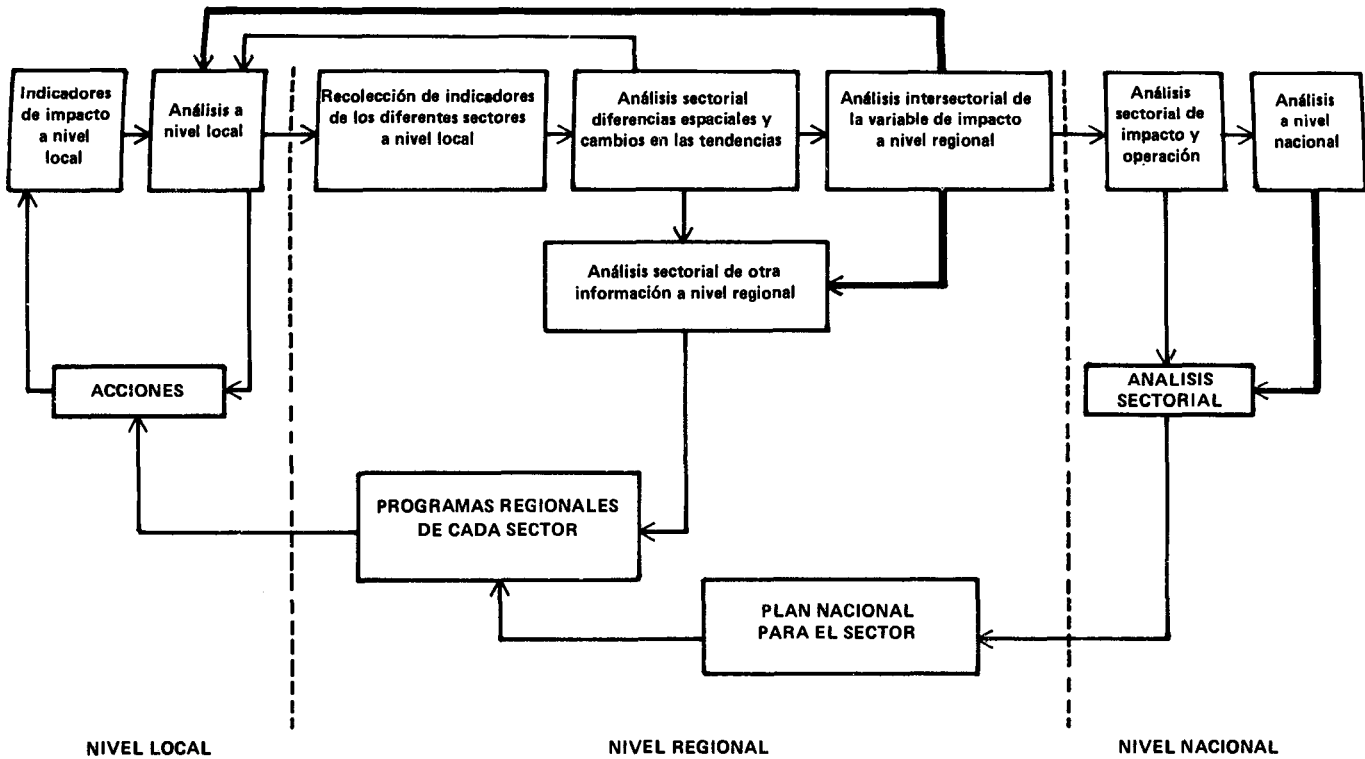 Indicadores
de impacto
a nivel
local
Análisis a
nivel local
Recolección de indicadores
de los diferentes sectores
a nivel local
Análisis sectorial
diferencias espaciales y
cambios en las tendencias
Análisis intersectorial de
la variable de impacto
a nivel regional
Análisis
sectorial de
impacto y
operación
Análisis
a nivel
nacional
Análisis sectorial de otra
información a nivel regional
ACCIONES
ANALISIS
SECTORIAL
PROGRAMAS REGIONALES
DE CADA SECTOR
PLAN NACIONAL
PARA EL SECTOR
NIVEL LOCAL
NIVEL REGIONAL
NIVEL NACIONAL